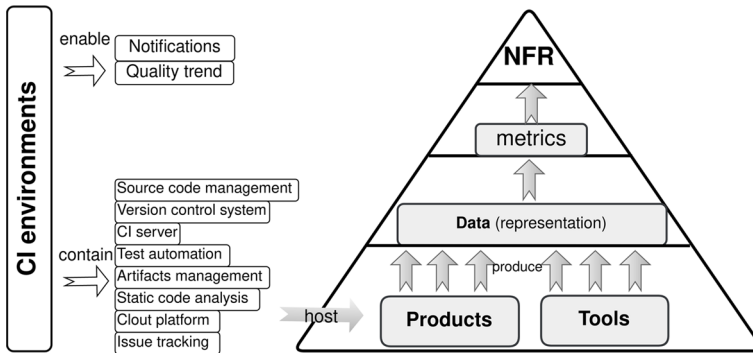 CI environments
enable
Notifications
Quality trend
contain
Source code management
Version control system
CI server
Test automation
Artifacts management
Static code analysis
Clout platform
Issue tracking
host
NFR
metrics
Data (representation)
produce
Products
Tools